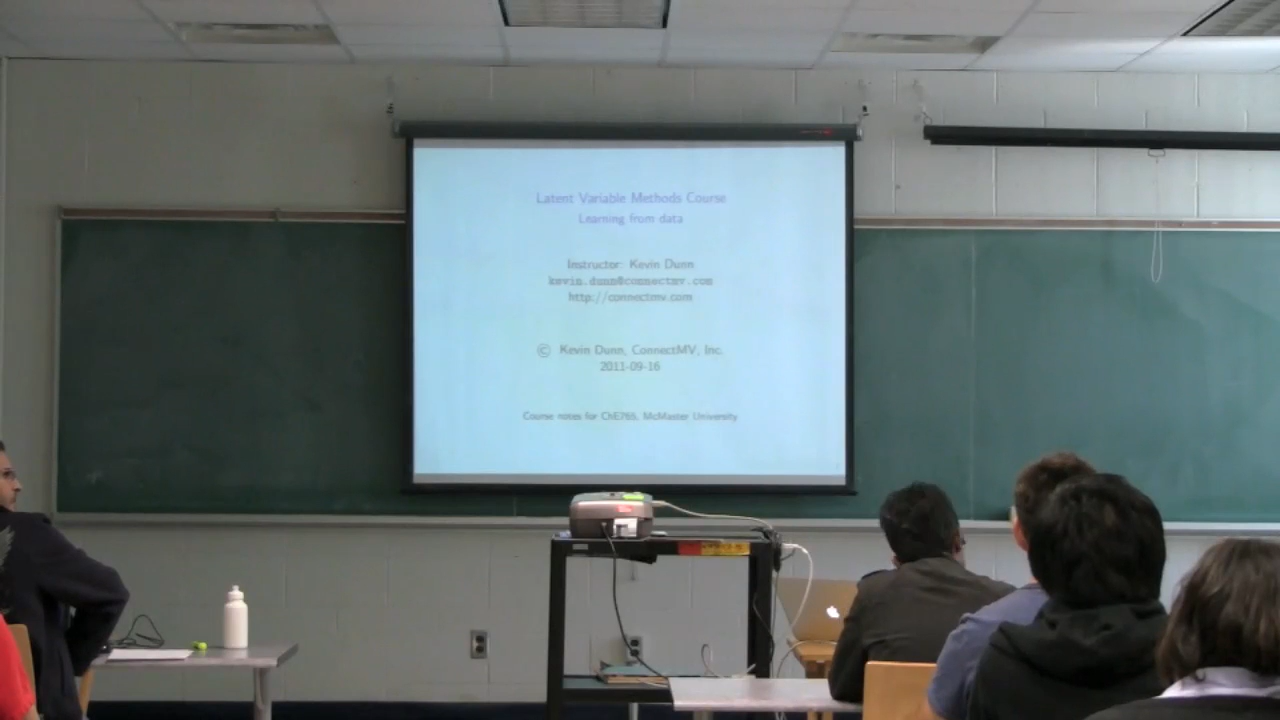 Latent Variable Methods Course
Learning from data
Instructor: Kevin Dunn
kevin.dunn@connectmv.com
http://connectmv.com
© Kevin Dunn, ConnectMV, Inc.
2011-09-16
Course notes for ChE765, McMaster University